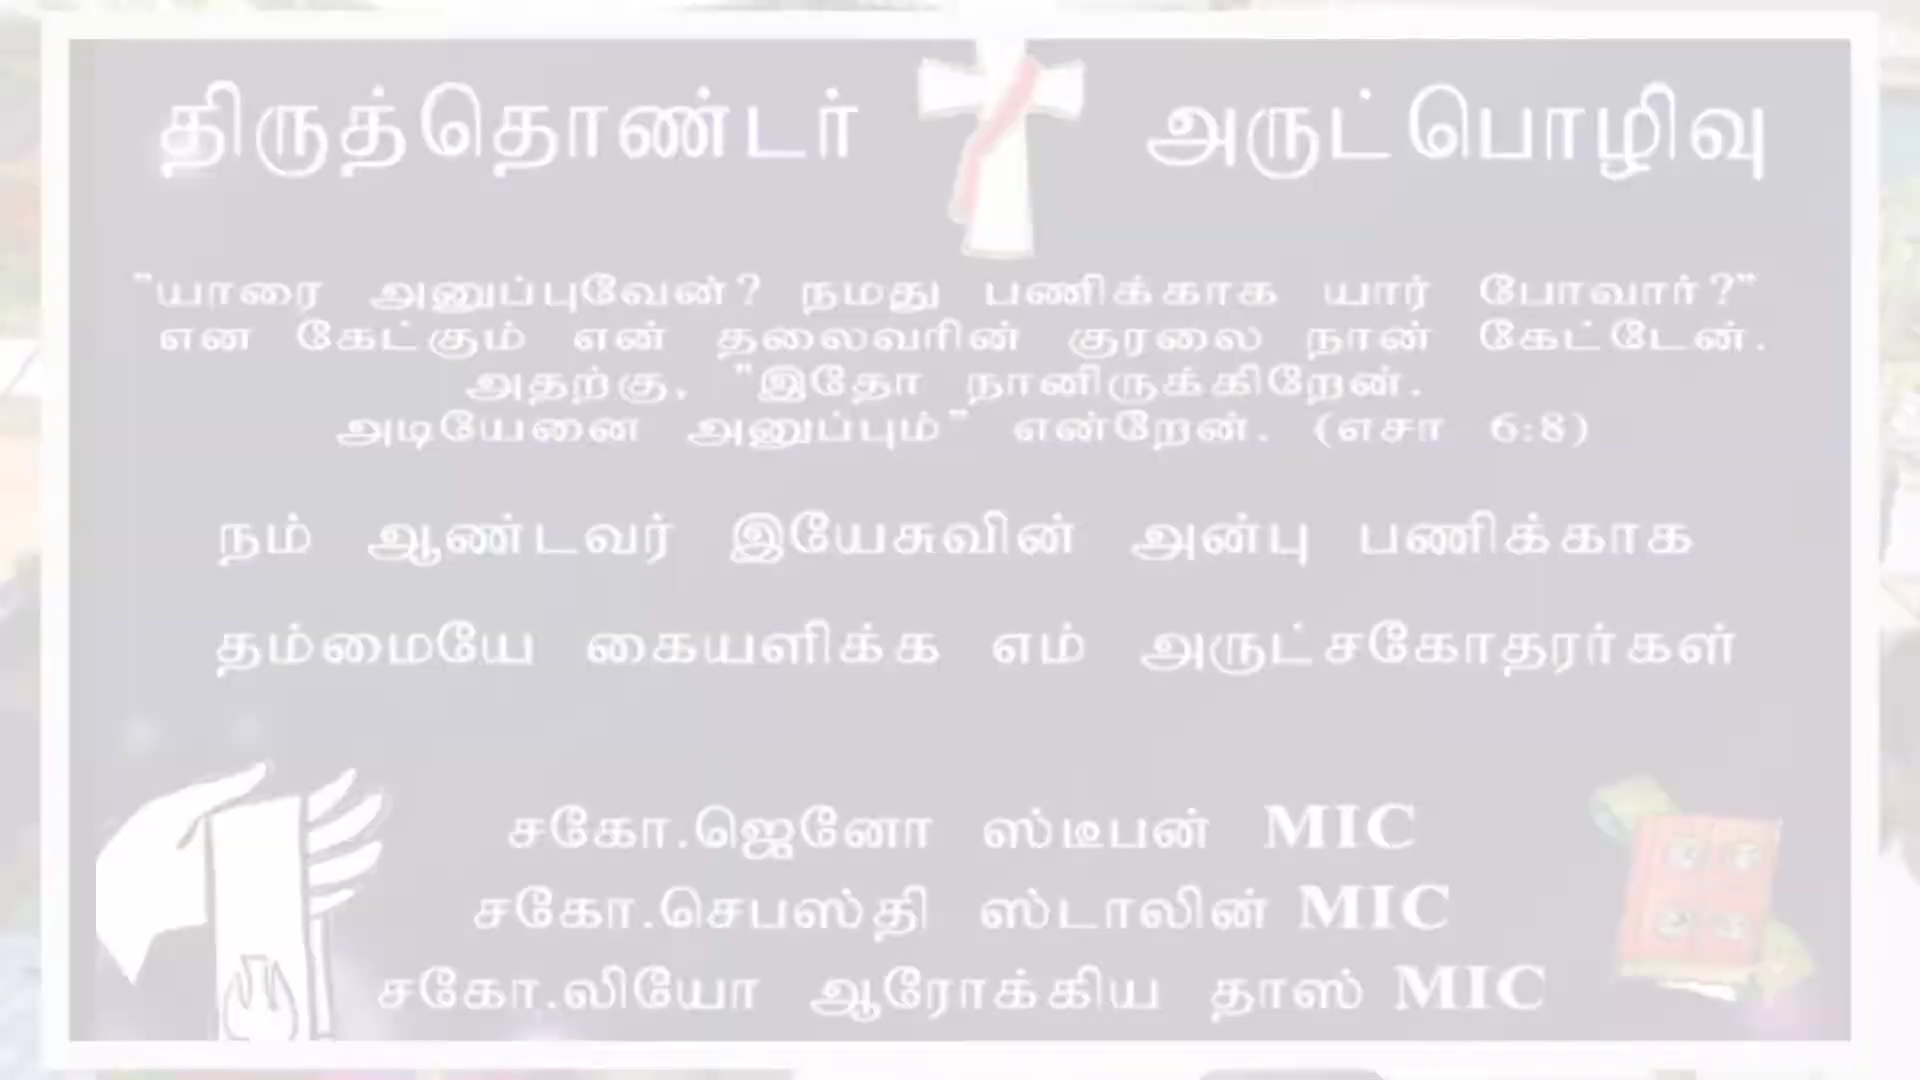 திருத்தொண்டர் அருட்பொழிவு
"யாரை அனுப்புவேன்? நமது பணிக்காக யார் போவார்?"
என கேட்கும் என் தலைவரின் குரலை நான் கேட்டேன்.
அதற்கு, "இதோ நானிருக்கிறேன்.
அடியேனை அனுப்பும்" என்றேன். (எசா 6:8)
நம் ஆண்டவர் இயேசுவின் அன்பு பணிக்காக
தம்மையே கையளிக்க எம் அருட்சகோதரர்கள்
சகோ.ஜெனோ ஸ்டீபன் MIC
சகோ.செபஸ்தி ஸ்டாலின் MIC
சகோ.லியோ ஆரோக்கிய தாஸ் MIC